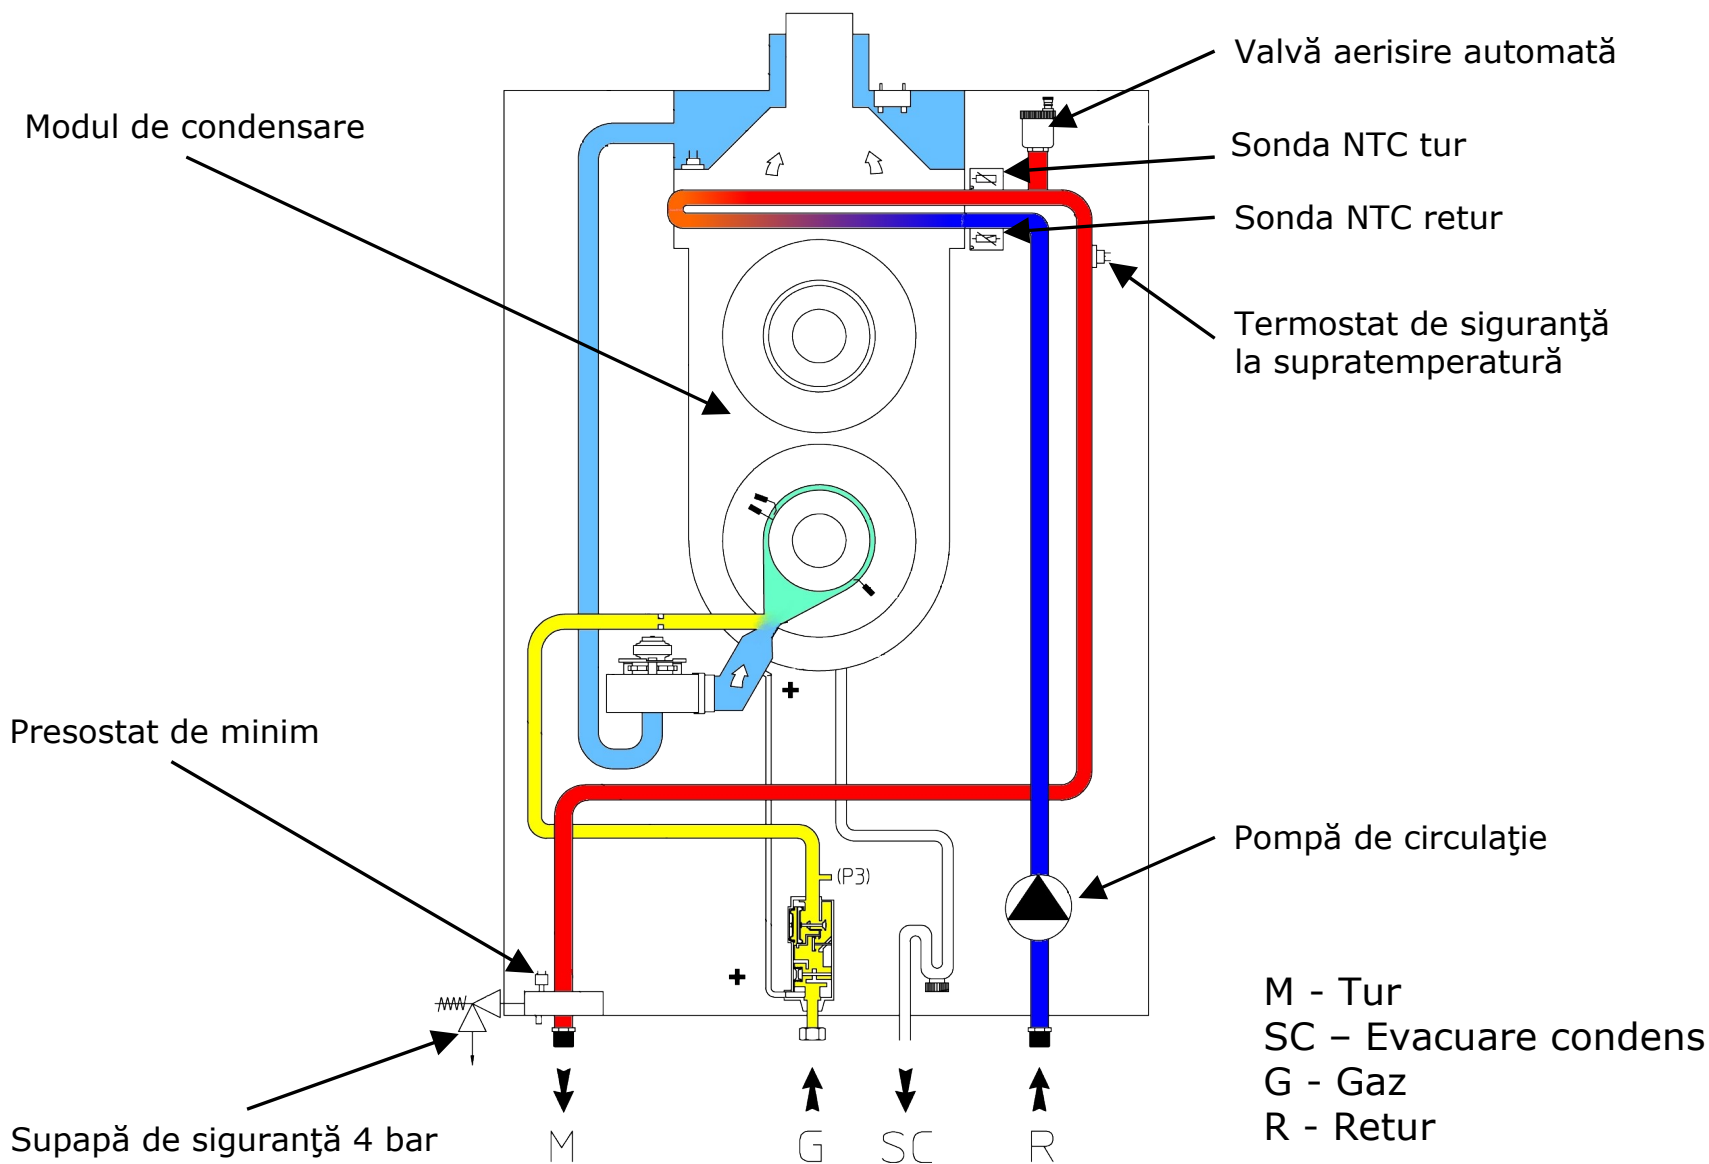 Valvă aerisire automată
Modul de condensare
Sonda NTC tur
Sonda NTC retur
Termostat de siguranţă
la supratemperatură
+
Presostat de minim
Pompă de circulaţie
(P3)
+
M - Tur
SC – Evacuare condens
G - Gaz
R - Retur
Supapă de siguranţă 4 bar
M G SC R